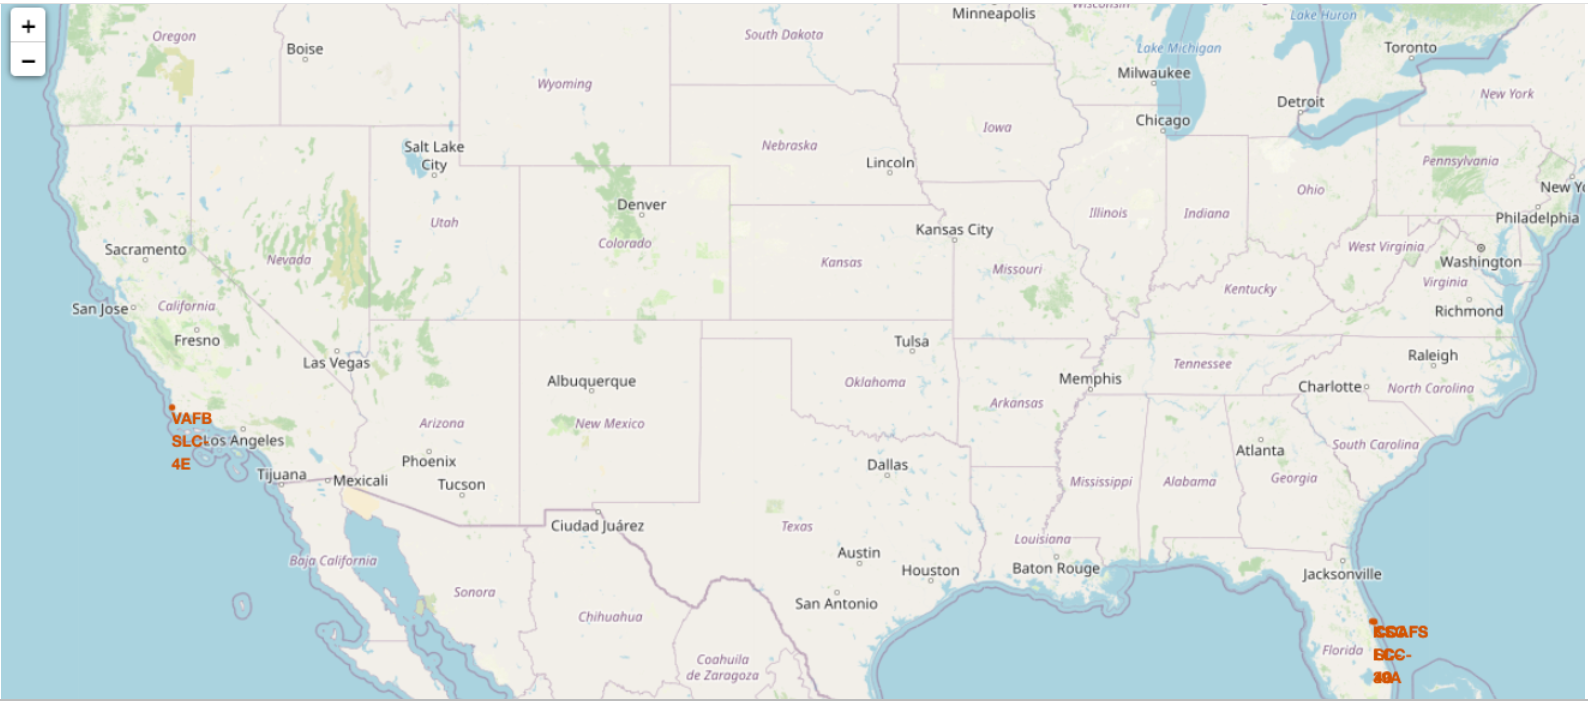 +
−
Minneapolis
Wisconsin
Lake Huron
Oregon
South Dakota
Toronto
Boise
Lake Michigan
Milwaukee
Wyoming
Detroit
New York
Chicago
Iowa
Nebraska
Salt Lake
City
Lincoln
Pennsylvania
Ohio
New Yo
Denver
Illinois
Indiana
Philadelphia
Utah
Kansas City
Sacramento
Colorado
West Virginia
Nevada
Kansas
Missouri
Washington
Virginia
Kentucky
San Jose
California
Richmond
Fresno
Tulsa
Las Vegas
Raleigh
Tennessee
Albuquerque
Memphis
Oklahoma
Charlotte
North Carolina
Arkansas
VAFB
SLC-
4E
Los Angeles
Arizona
New Mexico
South Carolina
Atlanta
Phoenix
Dallas
Tijuana
Mexicali
Tucson
Mississippi
Alabama
Georgia
Ciudad Juárez
Texas
Louisiana
Austin
Baja California
Houston
Baton Rouge
Jacksonville
Sonora
San Antonio
Chihuahua
Florida
Coahuila
de Zaragoza